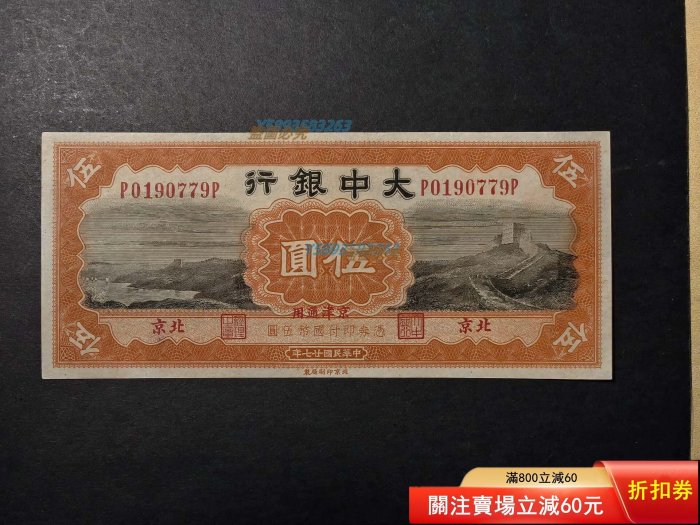 伍 伍
P0190779P 行銀中大 P0190779P
圓伍
用通津京
京北 京北
圓伍幣國付即券憑
年七廿國民華中
製局刷印京北
伍 伍
滿800立減60
關注賣場立減60元
折扣券